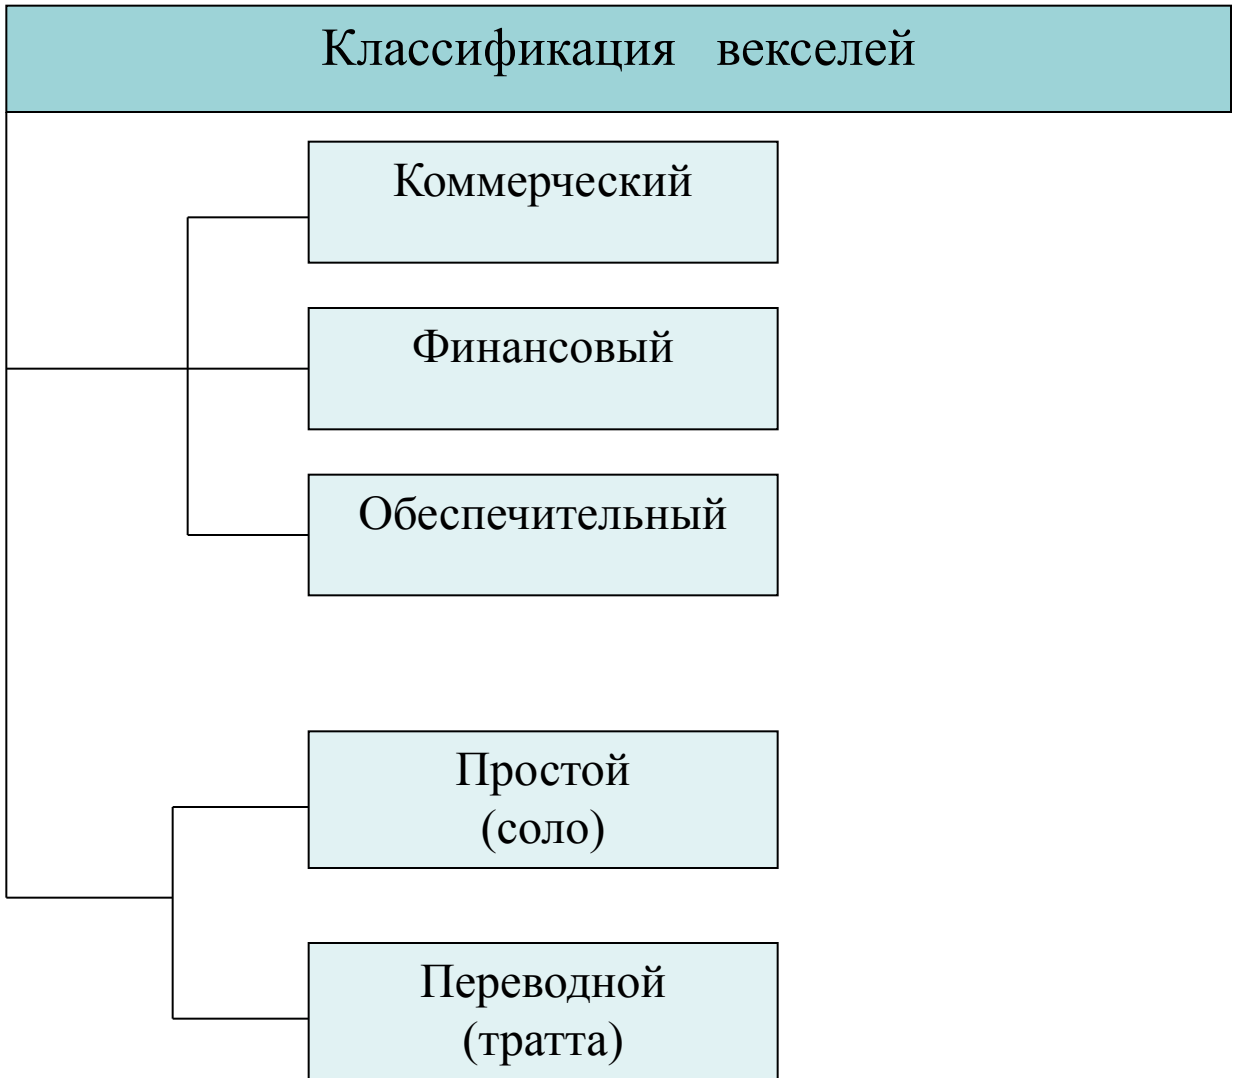 Классификация векселей
Коммерческий
Финансовый
Обеспечительный
Простой
(соло)
Переводной
(тратта)